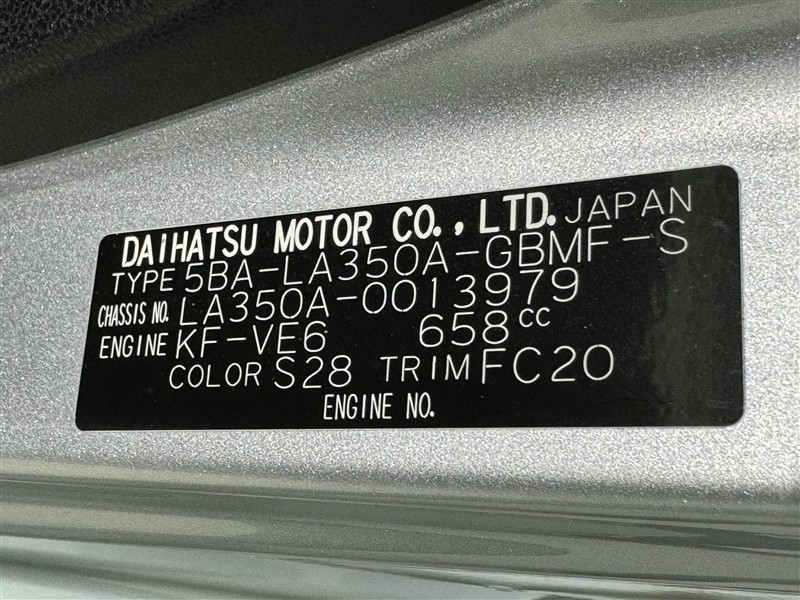 DAIHATSU MOTOR CO., LTD. JAPAN
TYPE 5BA-LA350A-GBMF-S
CHASSIS NO. LA350A-0013979
ENGINE KF-VE6 658cc
COLOR S28 TRIM FC20
ENGINE NO.